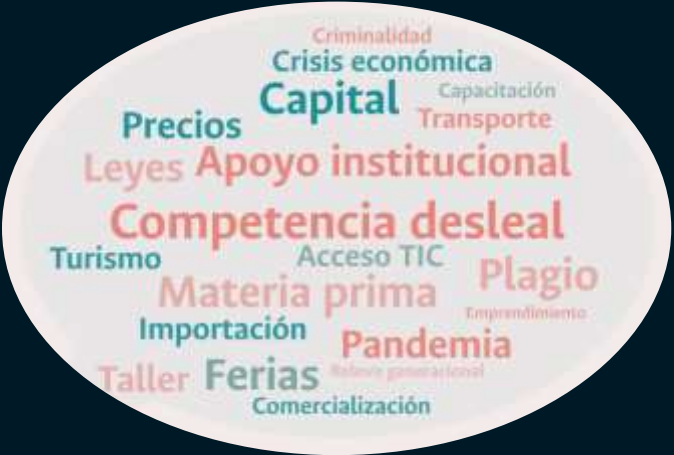 Criminalidad
Crisis económica
Capital Capacitación
Precios Transporte
Leyes Apoyo institucional
Competencia desleal
Turismo Acceso TIC
Materia prima Plagio
Emprendimiento
Importación Pandemia
Taller Ferias Relevo generacional
Comercialización